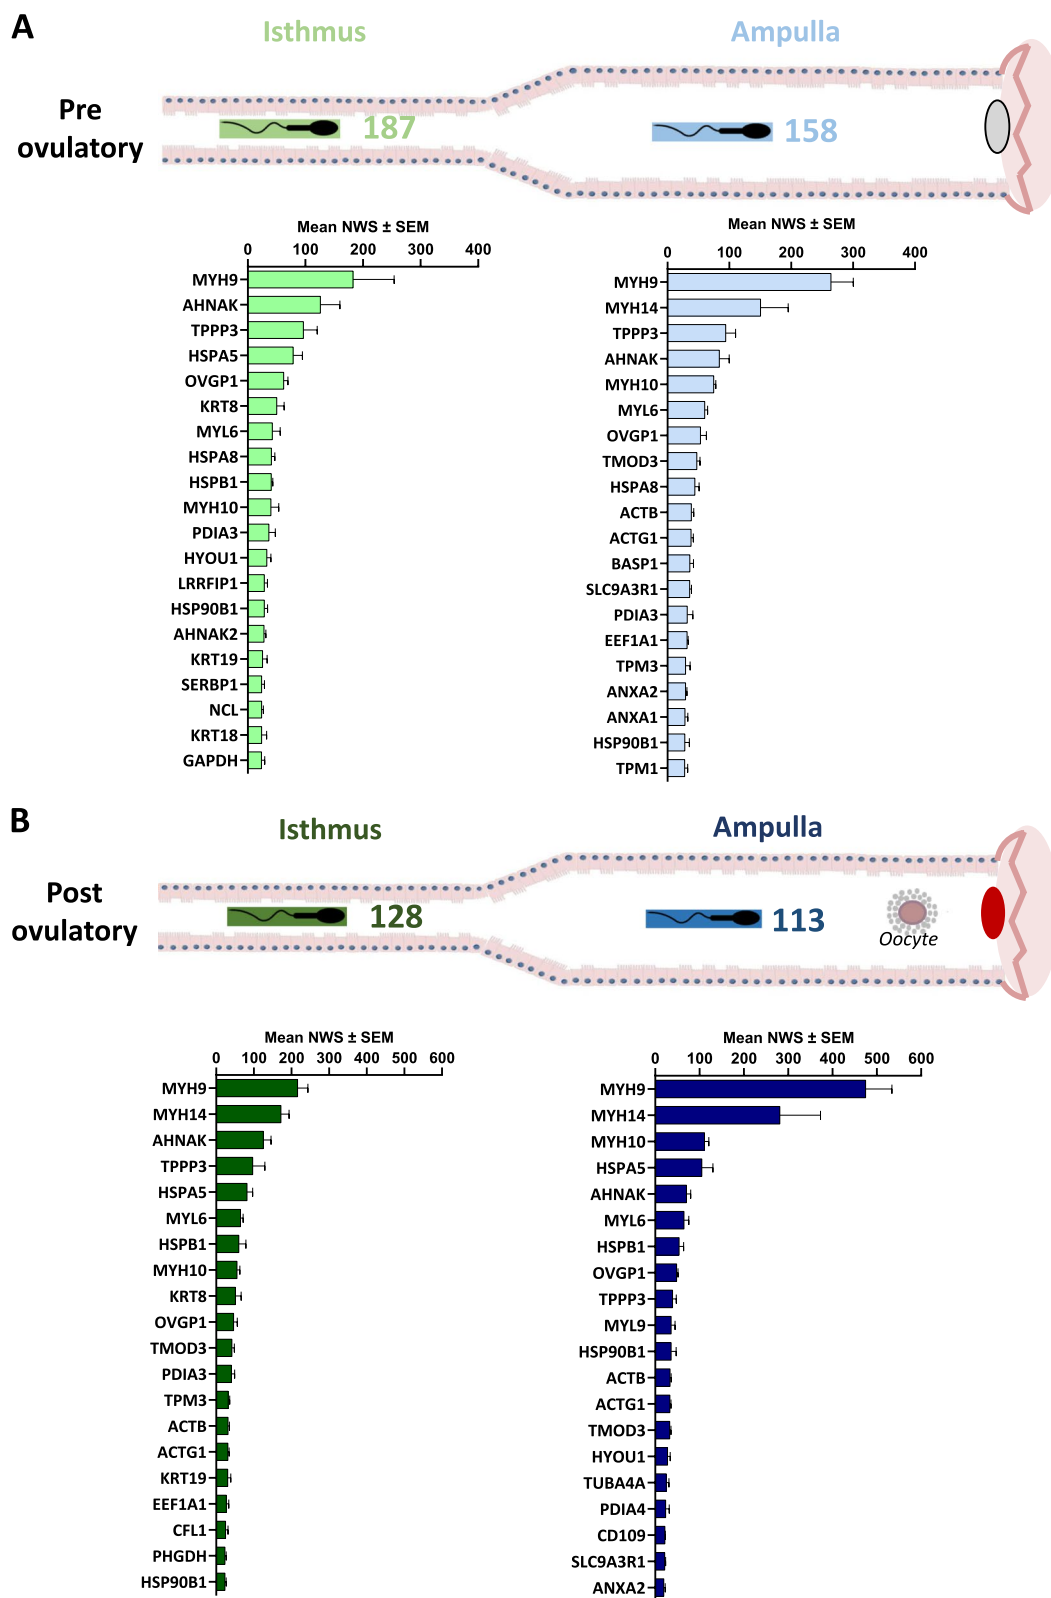 A
Isthmus
Ampulla
Pre
ovulatory
187
158
Mean NWS ± SEM
0 100 200 300 400
MYH9
AHNAK
TPPP3
HSPA5
OVGP1
KRT8
MYL6
HSPA8
HSPB1
MYH10
PDIA3
HYOU1
LRRFIP1
HSP90B1
AHNAK2
KRT19
SERBP1
NCL
KRT18
GAPDH
Mean NWS ± SEM
0 100 200 300 400
MYH9
MYH14
TPPP3
AHNAK
MYH10
MYL6
OVGP1
TMOD3
HSPA8
ACTB
ACTG1
BASP1
SLC9A3R1
PDIA3
EEF1A1
TPM3
ANXA2
ANXA1
HSP90B1
TPM1
B
Isthmus
Ampulla
Post
ovulatory
128
113
Oocyte
Mean NWS ± SEM
0 100 200 300 400 500 600
MYH9
MYH14
AHNAK
TPPP3
HSPA5
MYL6
HSPB1
MYH10
KRT8
OVGP1
TMOD3
PDIA3
TPM3
ACTB
ACTG1
KRT19
EEF1A1
CFL1
PHGDH
HSP90B1
Mean NWS ± SEM
0 100 200 300 400 500 600
MYH9
MYH14
MYH10
HSPA5
AHNAK
MYL6
HSPB1
OVGP1
TPPP3
MYL9
HSP90B1
ACTB
ACTG1
TMOD3
HYOU1
TUBA4A
PDIA4
CD109
SLC9A3R1
ANXA2